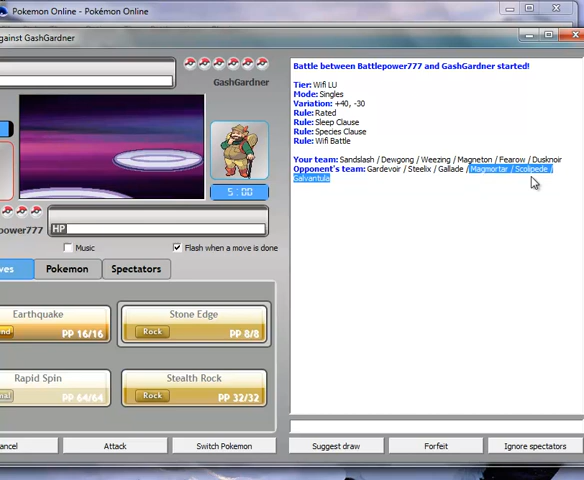 Pokemon Online - Pokémon Online
against GashGardner
GashGardner
5:00
power777
HP
Music
Flash when a move is done
Pokemon
Spectators
Earthquake
PP 16/16
Stone Edge
Rock
PP 8/8
Rapid Spin
PP 64/64
Stealth Rock
Rock
PP 32/32
Attack
Switch Pokemon
Battle between Battlepower777 and GashGardner started!
Tier: Wifi LU
Mode: Singles
Variation: +40, -30
Rule: Rated
Rule: Sleep Clause
Rule: Species Clause
Rule: Wifi Battle
Your team: Sandslash / Dewgong / Weezing / Magneton / Fearow / Dusknoir
Opponent's team: Gardevoir / Steelix / Gallade / Magmortar / Scolipede /
Galvantula
Suggest draw
Forfeit
Ignore spectators